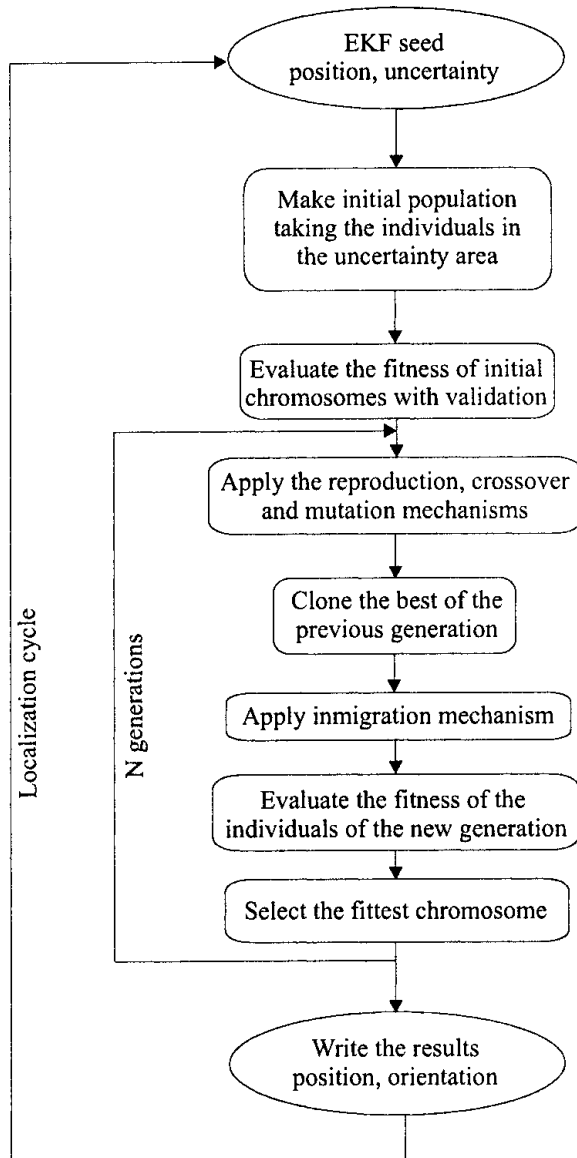 EKF seed
position, uncertainty
Make initial population
taking the individuals in
the uncertainty area
Evaluate the fitness of initial
chromosomes with validation
Apply the reproduction, crossover
and mutation mechanisms
Clone the best of the
previous generation
Apply inmigration mechanism
Evaluate the fitness of the
individuals of the new generation
Select the fittest chromosome
Write the results
position, orientation
N generations
Localization cycle